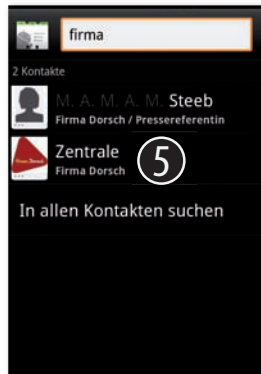 firma
2 Kontakte
M. A. M. A. M. Steeb
Firma Dorsch / Pressereferentin
Zentrale
Firma Dorsch
5
In allen Kontakten suchen